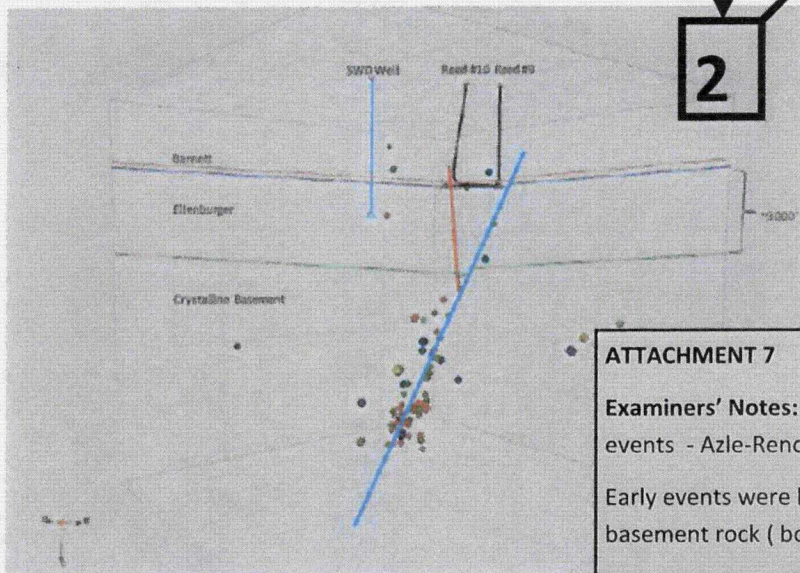 2
SWD Well Reed #10 Reed #9
Barnett
Ellenburger
~3000'
Crystalline Basement
ATTACHMENT 7
Examiners' Notes:
events - Azle-Reno
Early events were
basement rock ( bo